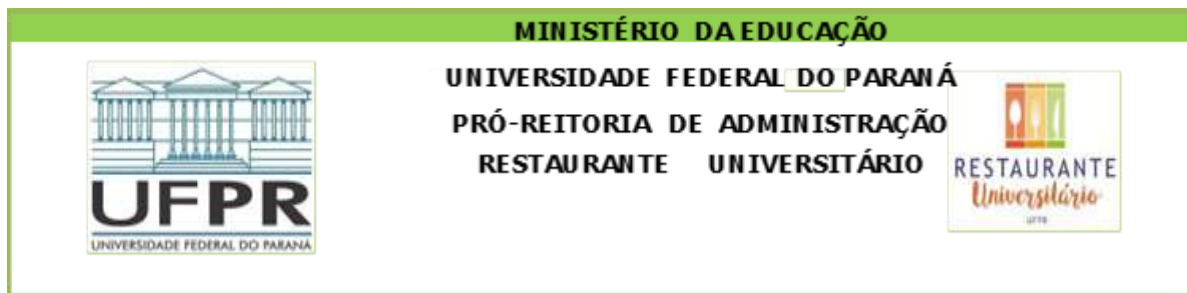 MINISTÉRIO DA EDUCAÇÃO
UNIVERSIDADE FEDERAL DO PARANÁ
PRÓ-REITORIA DE ADMINISTRAÇÃO
RESTAURANTE UNIVERSITÁRIO
UFPR
UNIVERSIDADE FEDERAL DO PARANÁ
RESTAURANTE
Universitário
UFPR